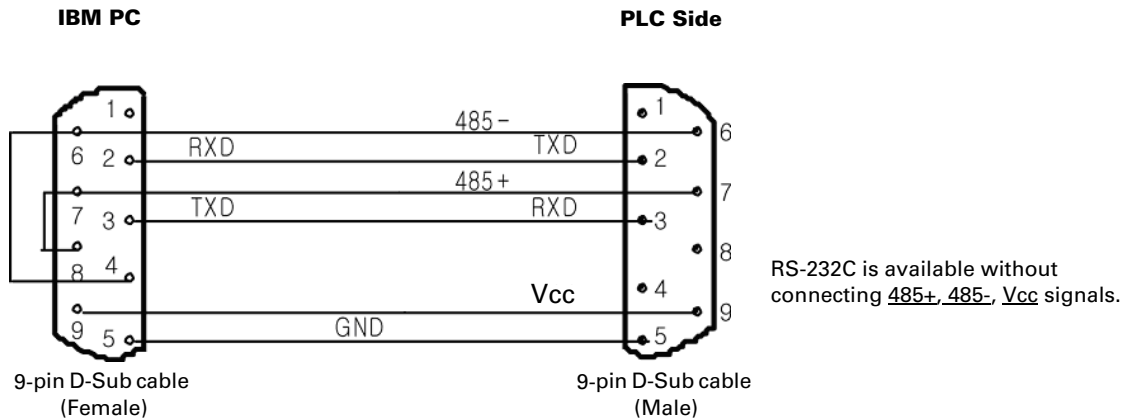 IBM PC
PLC Side
1
1
485-
6
6
2
RXD
TXD
2
485+
7
7
3
TXD
RXD
3
8
8
4
4
Vcc
9
9
5
GND
5
RS-232C is available without
connecting 485+, 485-, Vcc signals.
9-pin D-Sub cable
(Female)
9-pin D-Sub cable
(Male)